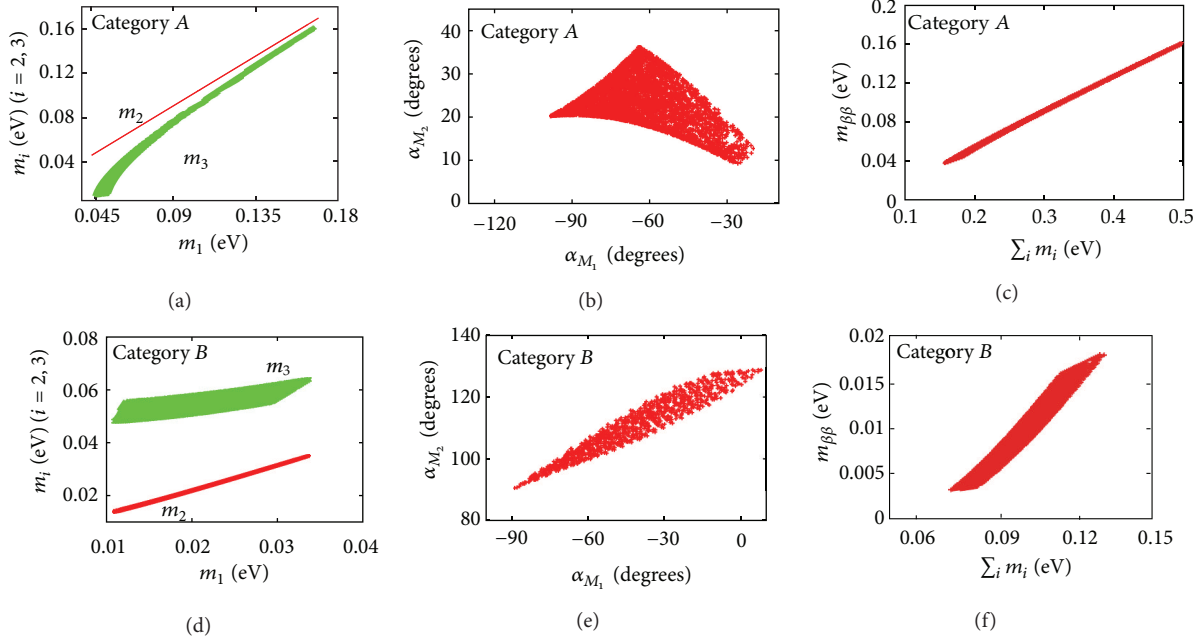 Category A
m_i (eV) (i = 2, 3)
0.16
0.12
0.08
0.04
m_2
m_3
0.045 0.09 0.135 0.18
m_1 (eV)
(a)
Category A
α_{M_2} (degrees)
40
30
20
10
0
−120 −90 −60 −30
α_{M_1} (degrees)
(b)
Category A
m_{ββ} (eV)
0.2
0.16
0.12
0.08
0.04
0
0.1 0.2 0.3 0.4 0.5
∑_i m_i (eV)
(c)
Category B
m_i (eV) (i = 2, 3)
0.08
0.06
0.04
0.02
m_3
m_2
0.01 0.02 0.03 0.04
m_1 (eV)
(d)
Category B
α_{M_2} (degrees)
140
120
100
80
−90 −60 −30 0
α_{M_1} (degrees)
(e)
Category B
m_{ββ} (eV)
0.02
0.015
0.01
0.005
0
0.06 0.09 0.12 0.15
∑_i m_i (eV)
(f)